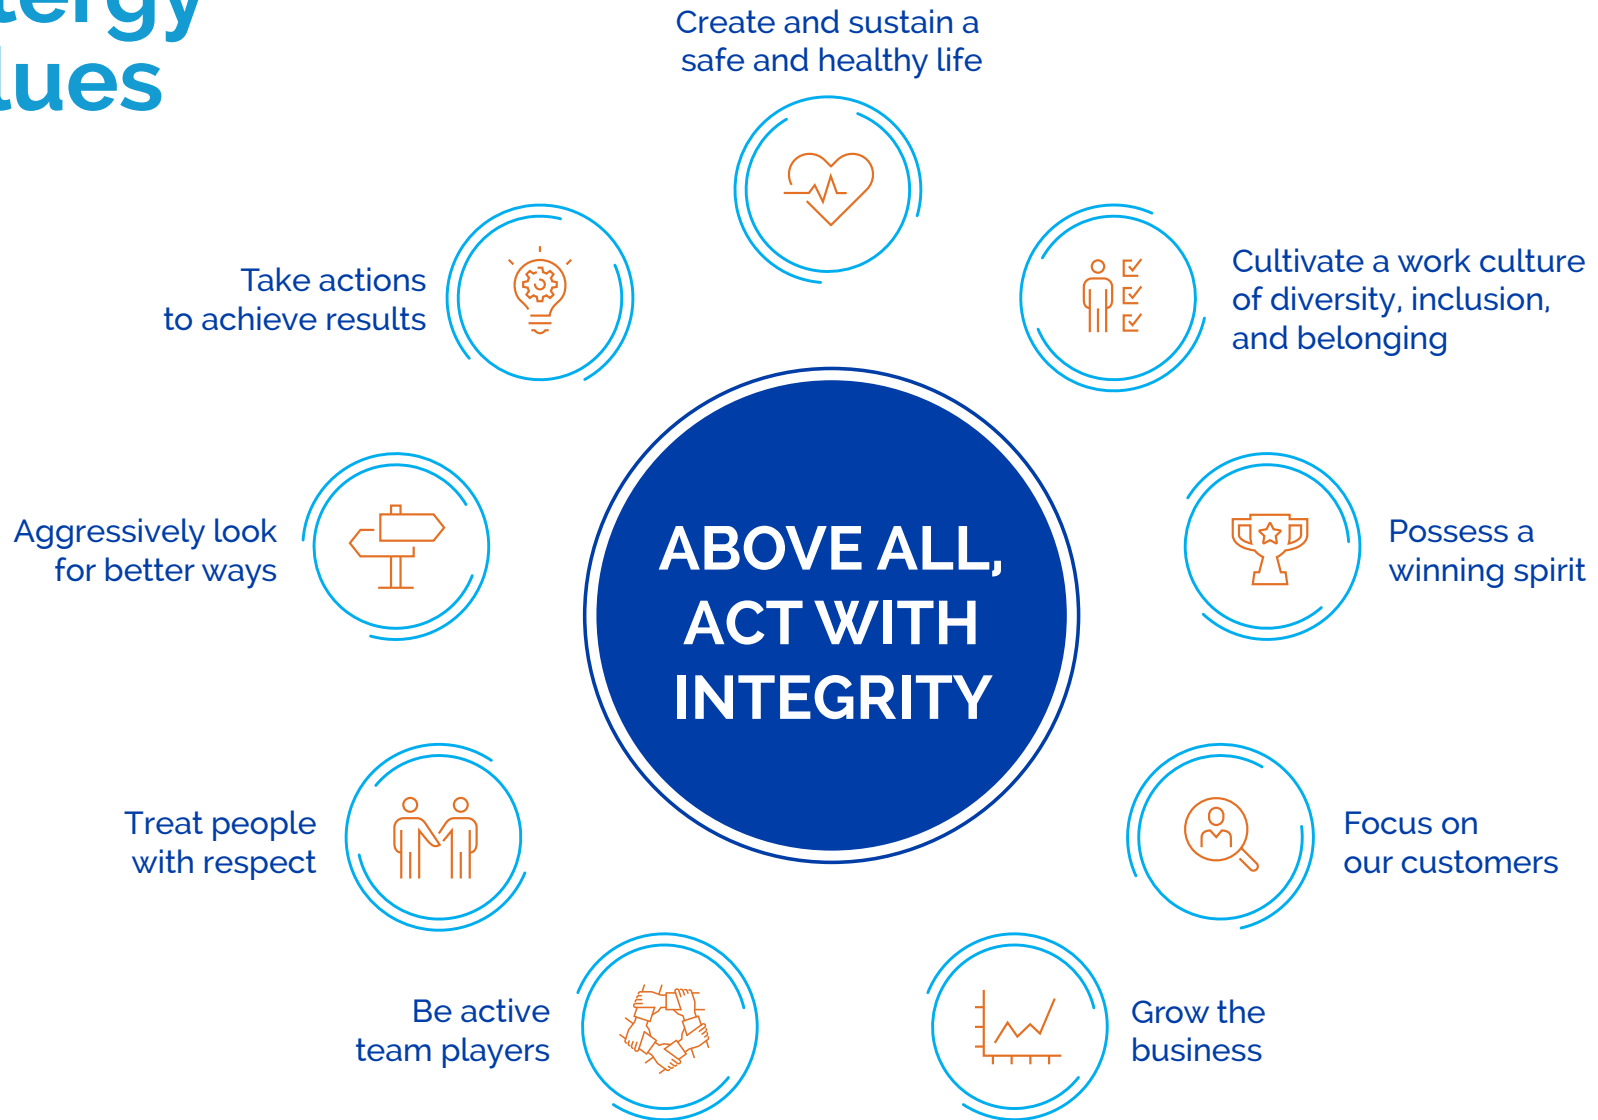 Create and sustain a
safe and healthy life
Cultivate a work culture
of diversity, inclusion,
and belonging
Possess a
winning spirit
Focus on
our customers
Grow the
business
Be active
team players
Treat people
with respect
Aggressively look
for better ways
Take actions
to achieve results
ABOVE ALL,
ACT WITH
INTEGRITY